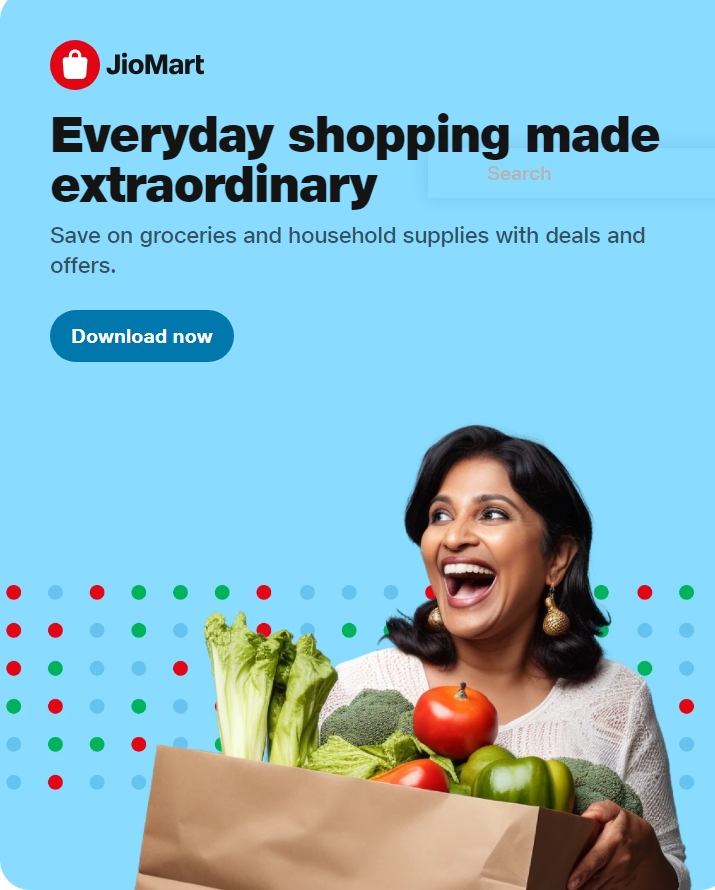 JioMart
Everyday shopping made
extraordinary
Search
Save on groceries and household supplies with deals and
offers.
Download now